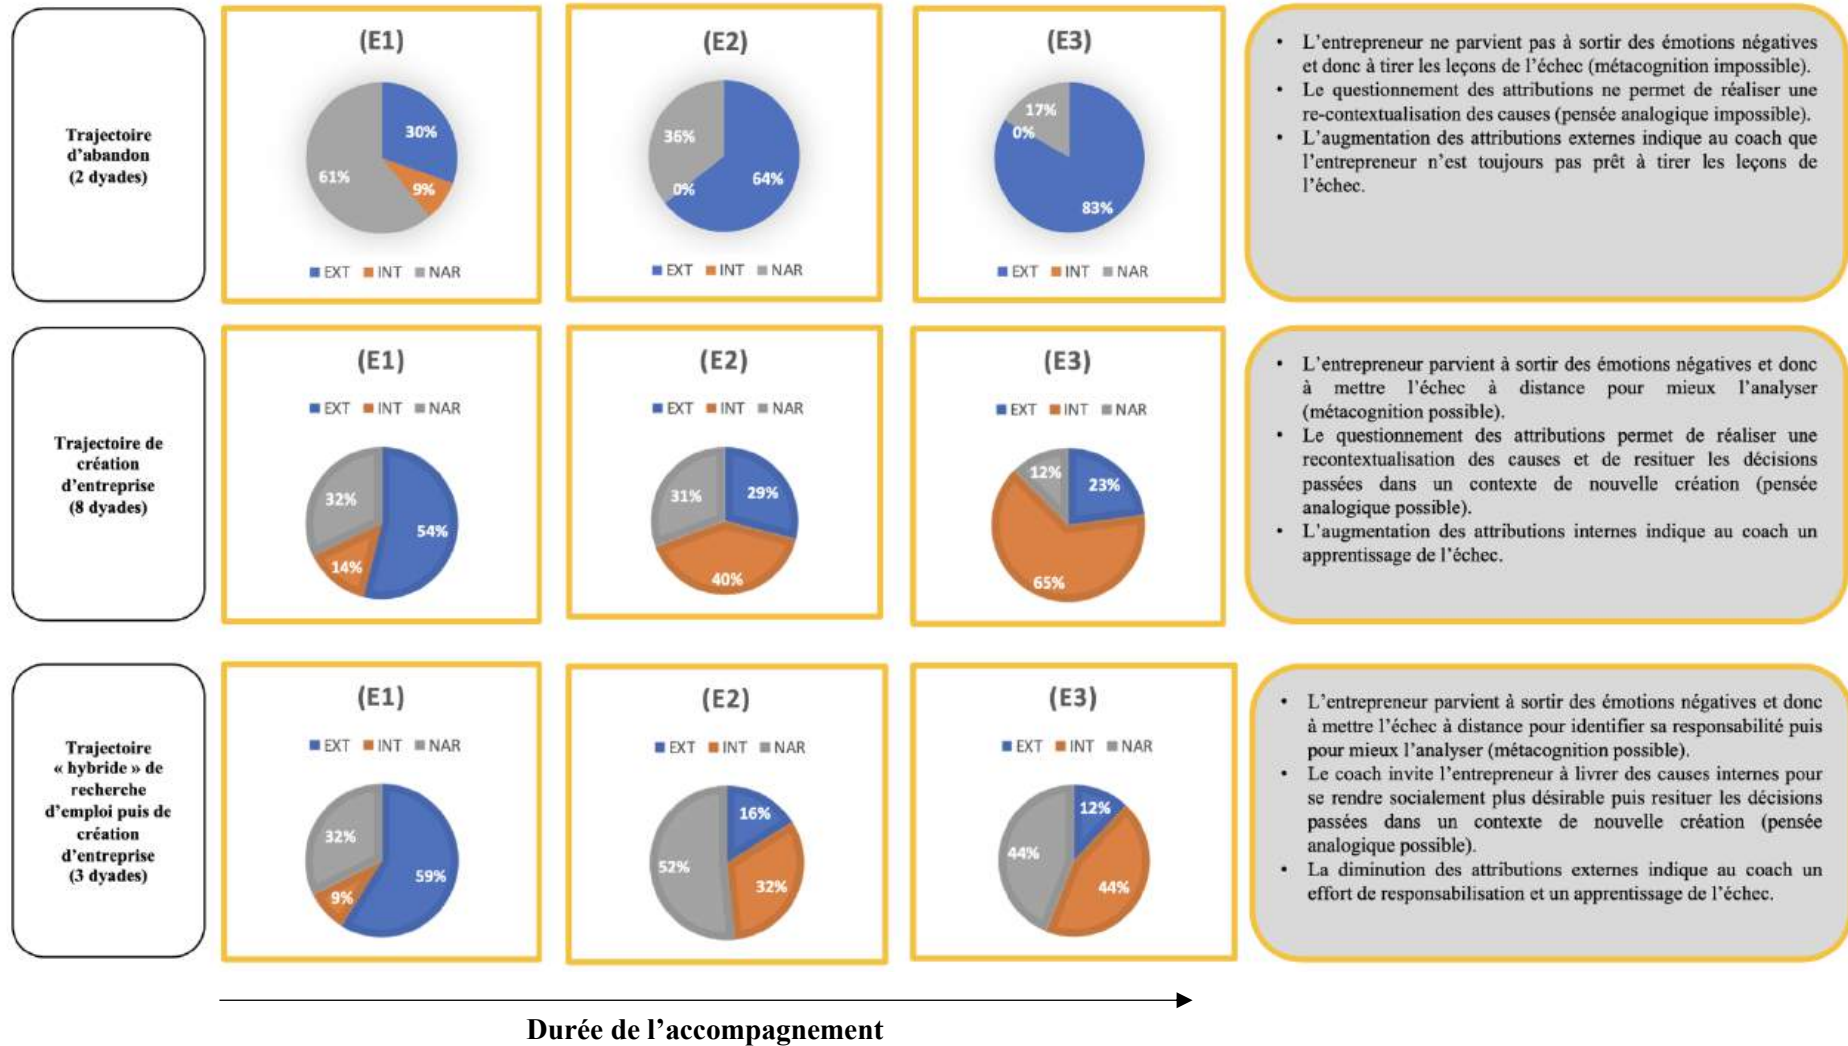 Trajectoire
d'abandon
(2 dyades)
(E1)
30%
9%
61%
EXT INT NAR
(E2)
36%
0%
64%
EXT INT NAR
(E3)
17%
0%
83%
EXT INT NAR
• L'entrepreneur ne parvient pas à sortir des émotions négatives
et donc à tirer les leçons de l'échec (métacognition impossible).
• Le questionnement des attributions ne permet de réaliser une
re-contextualisation des causes (pensée analogique impossible).
• L'augmentation des attributions externes indique au coach que
l'entrepreneur n'est toujours pas prêt à tirer les leçons de
l'échec.
Trajectoire de
création
d'entreprise
(8 dyades)
(E1)
EXT INT NAR
32%
54%
14%
(E2)
EXT INT NAR
31%
29%
40%
(E3)
EXT INT NAR
12%
23%
65%
• L'entrepreneur parvient à sortir des émotions négatives et donc
à mettre l'échec à distance pour mieux l'analyser
(métacognition possible).
• Le questionnement des attributions permet de réaliser une
recontextualisation des causes et de resituer les décisions
passées dans un contexte de nouvelle création (pensée
analogique possible).
• L'augmentation des attributions internes indique au coach un
apprentissage de l'échec.
Trajectoire
« hybride » de
recherche
d'emploi puis de
création
d'entreprise
(3 dyades)
(E1)
EXT INT NAR
32%
59%
9%
(E2)
EXT INT NAR
16%
52%
32%
(E3)
EXT INT NAR
12%
44%
44%
• L'entrepreneur parvient à sortir des émotions négatives et donc
à mettre l'échec à distance pour identifier sa responsabilité puis
pour mieux l'analyser (métacognition possible).
• Le coach invite l'entrepreneur à livrer des causes internes pour
se rendre socialement plus désirable puis resituer les décisions
passées dans un contexte de nouvelle création (pensée
analogique possible).
• La diminution des attributions externes indique au coach un
effort de responsabilisation et un apprentissage de l'échec.
Durée de l'accompagnement